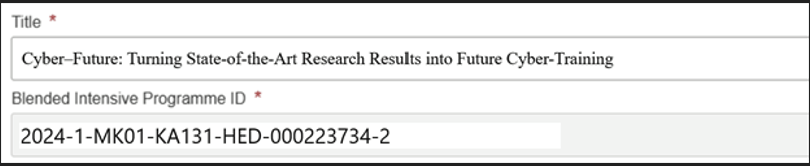 Title *
Cyber–Future: Turning State-of-the-Art Research Results into Future Cyber-Training
Blended Intensive Programme ID *
2024-1-MK01-KA131-HED-000223734-2